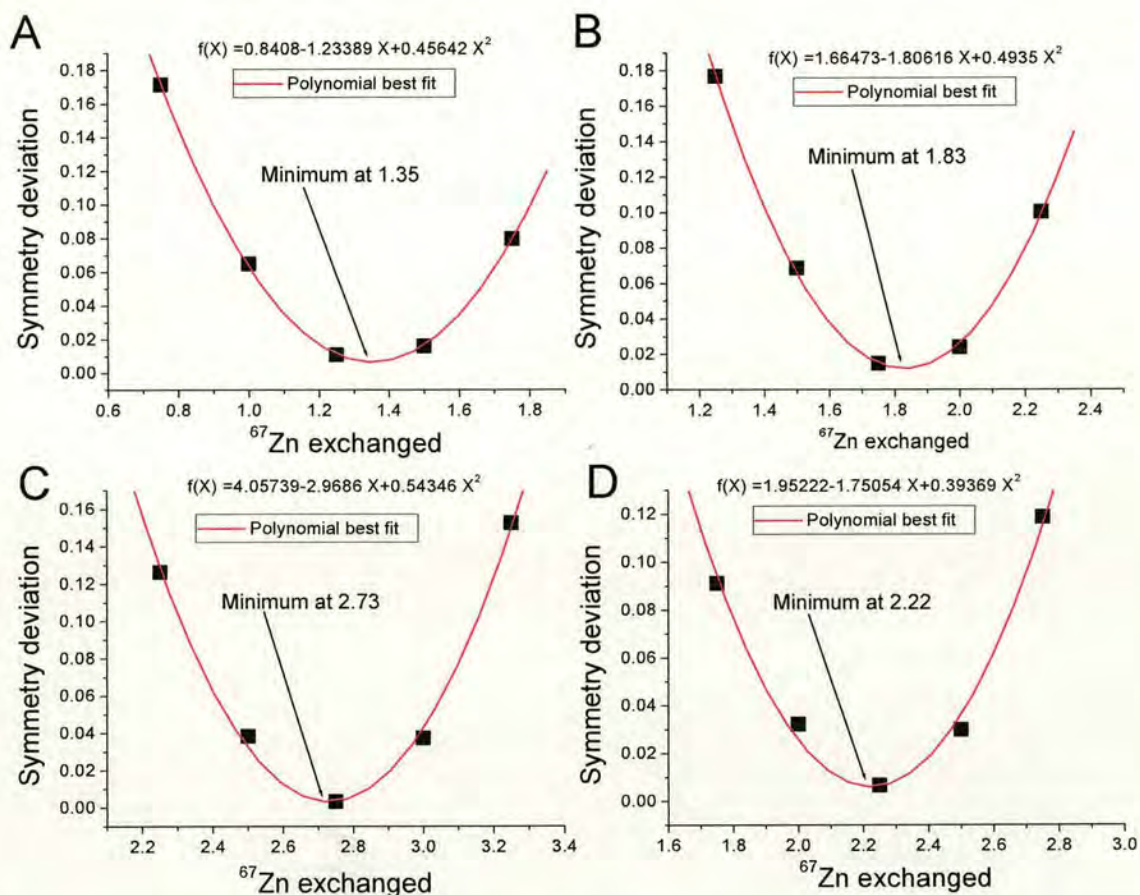 A
f(X) =0.8408-1.23389 X+0.45642 X²
Polynomial best fit
Minimum at 1.35
Symmetry deviation
0.18
0.16
0.14
0.12
0.10
0.08
0.06
0.04
0.02
0.00
0.6 0.8 1.0 1.2 1.4 1.6 1.8
⁶⁷Zn exchanged
B
f(X) =1.66473-1.80616 X+0.4935 X²
Polynomial best fit
Minimum at 1.83
Symmetry deviation
0.18
0.16
0.14
0.12
0.10
0.08
0.06
0.04
0.02
0.00
1.2 1.4 1.6 1.8 2.0 2.2 2.4
⁶⁷Zn exchanged
C
f(X) =4.05739-2.9686 X+0.54346 X²
Polynomial best fit
Minimum at 2.73
Symmetry deviation
0.16
0.14
0.12
0.10
0.08
0.06
0.04
0.02
0.00
2.2 2.4 2.6 2.8 3.0 3.2 3.4
⁶⁷Zn exchanged
D
f(X) =1.95222-1.75054 X+0.39369 X²
Polynomial best fit
Minimum at 2.22
Symmetry deviation
0.12
0.10
0.08
0.06
0.04
0.02
0.00
1.6 1.8 2.0 2.2 2.4 2.6 2.8 3.0
⁶⁷Zn exchanged